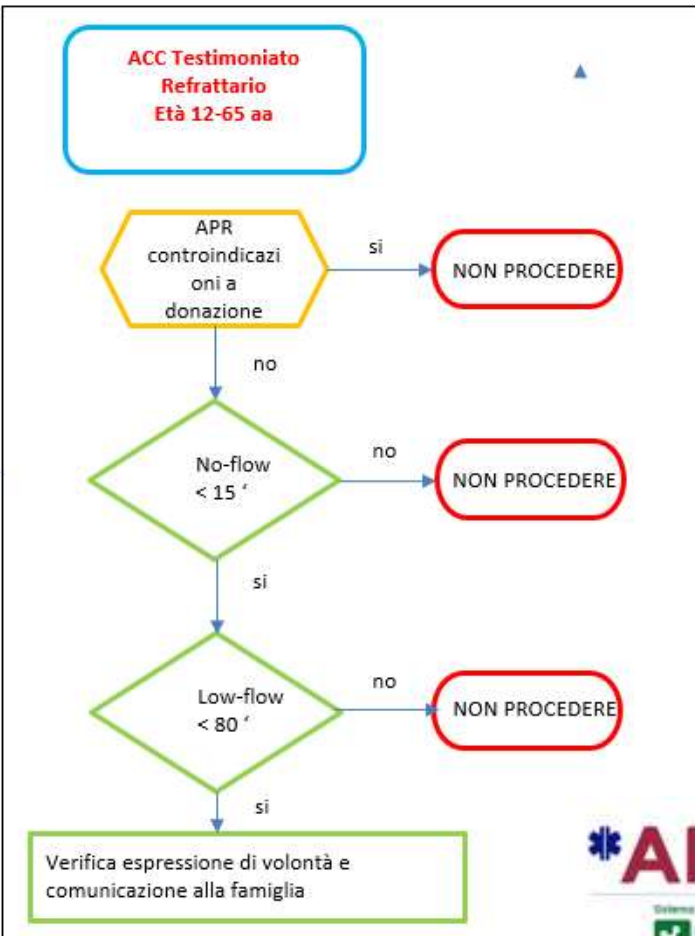 ACC Testimoniato
Refrattario
Età 12-65 aa
APR
controindicazi
oni a
donazione
si
NON PROCEDERE
no
No-flow
< 15 ‘
no
NON PROCEDERE
si
Low-flow
< 80 ‘
no
NON PROCEDERE
si
Verifica espressione di volontà e
comunicazione alla famiglia